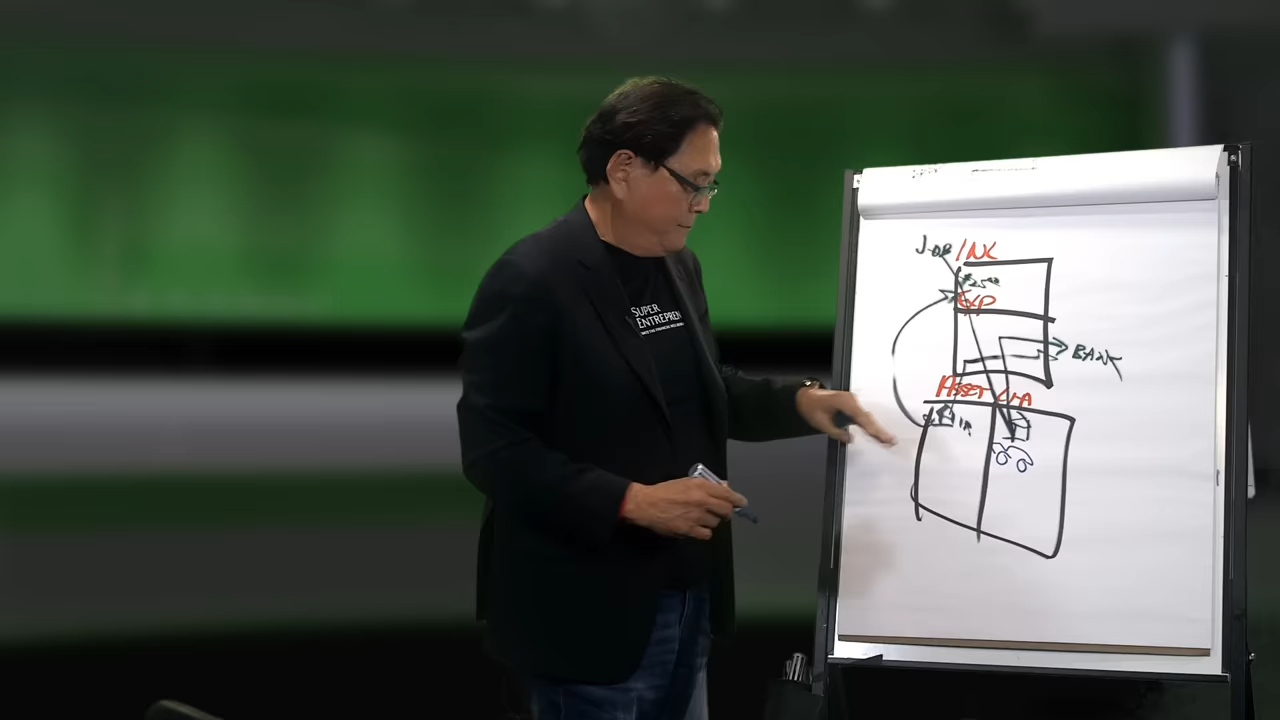 SUPER
ENTREPREN
JOB INC
EXP
BANK
ASSET LIA